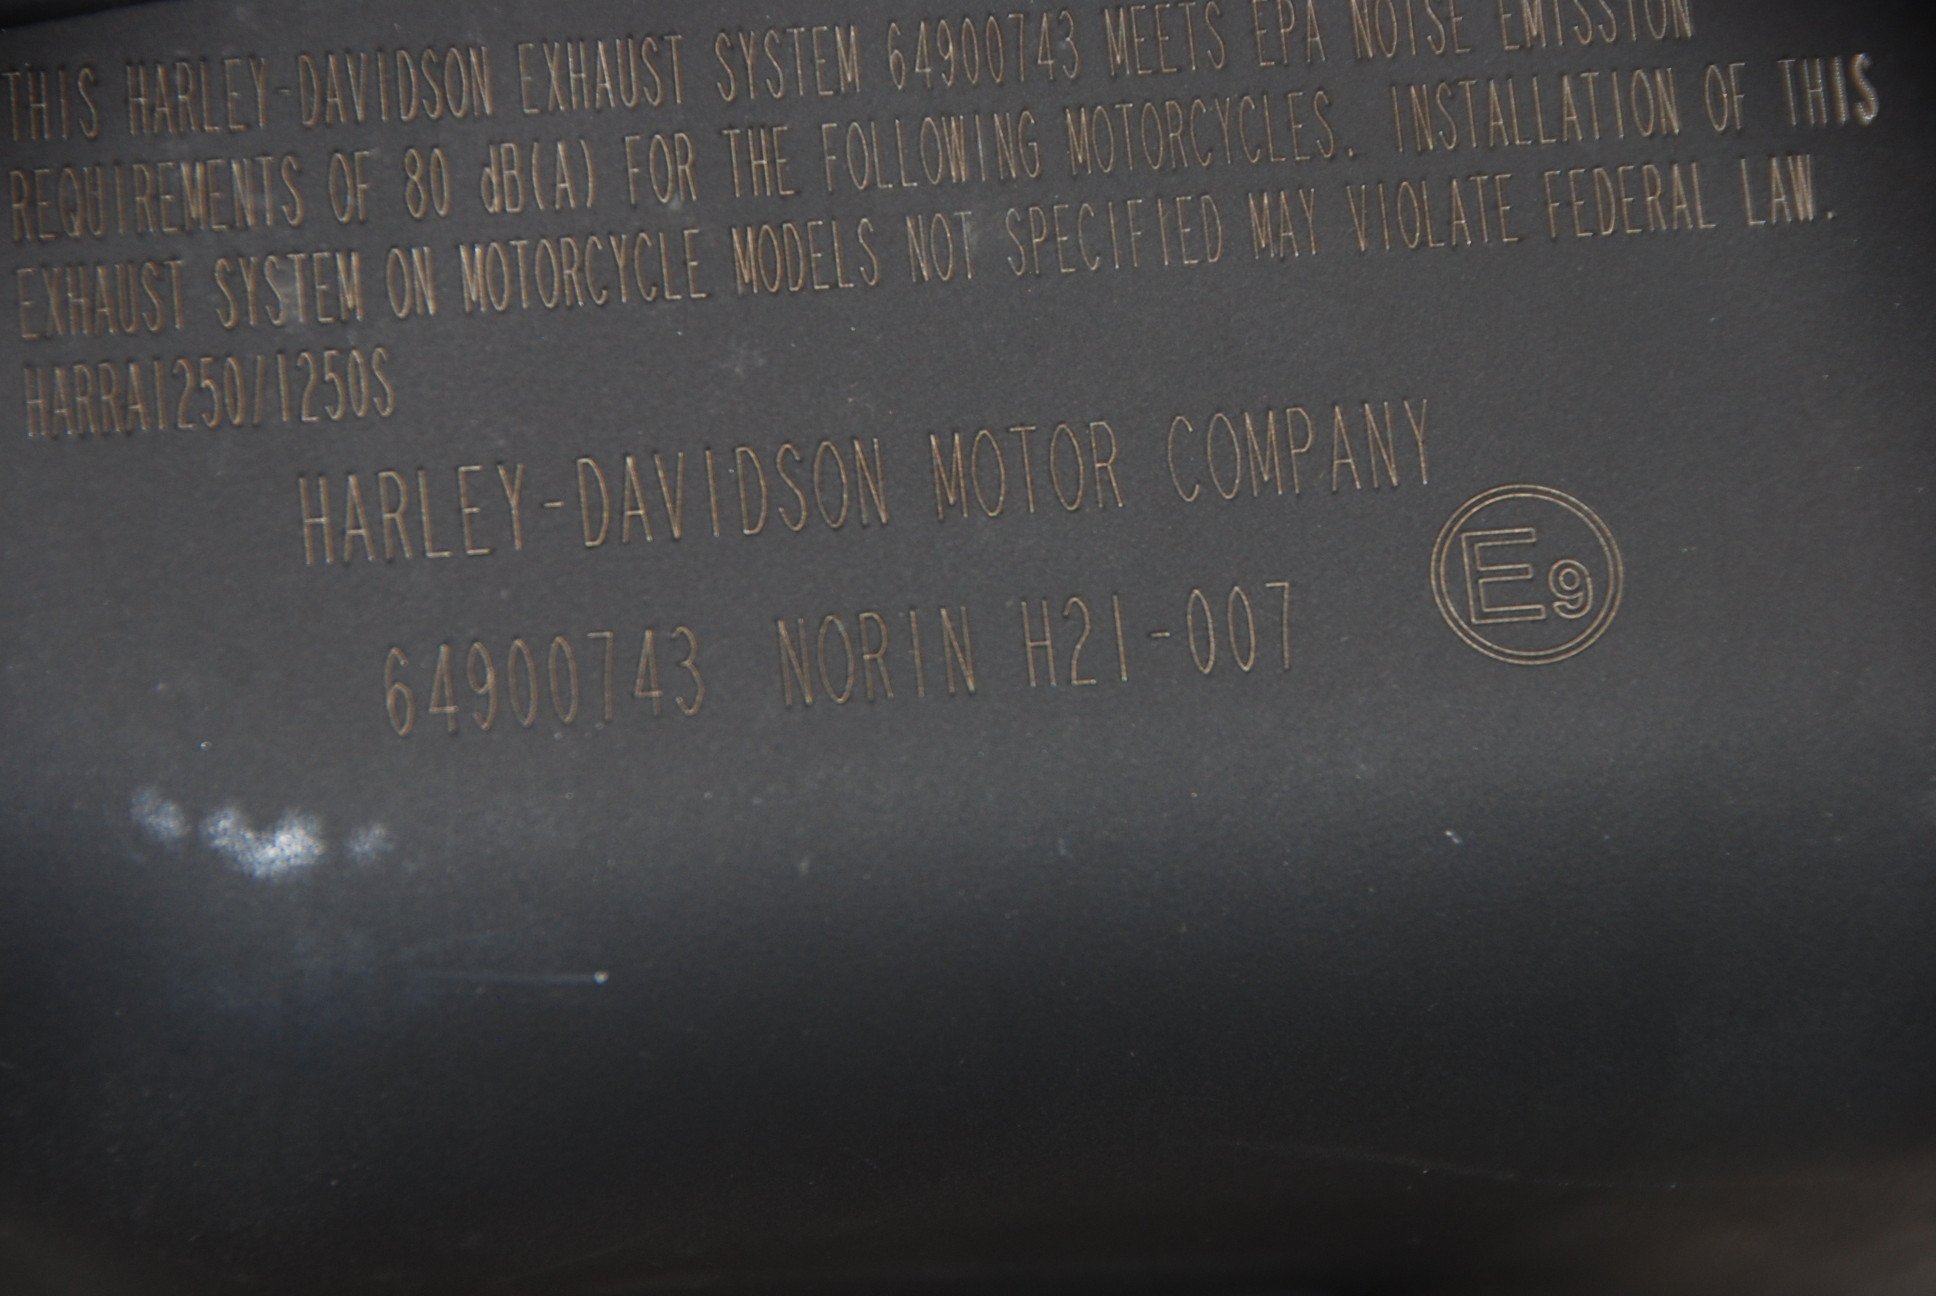 THIS HARLEY-DAVIDSON EXHAUST SYSTEM 64900743 MEETS EPA NOISE EMISSION
REQUIREMENTS OF 80 dB(A) FOR THE FOLLOWING MOTORCYCLES. INSTALLATION OF THIS
EXHAUST SYSTEM ON MOTORCYCLE MODELS NOT SPECIFIED MAY VIOLATE FEDERAL LAW.
HARRA1250/1250S
HARLEY-DAVIDSON MOTOR COMPANY
E9
64900743 NORIN H21-007